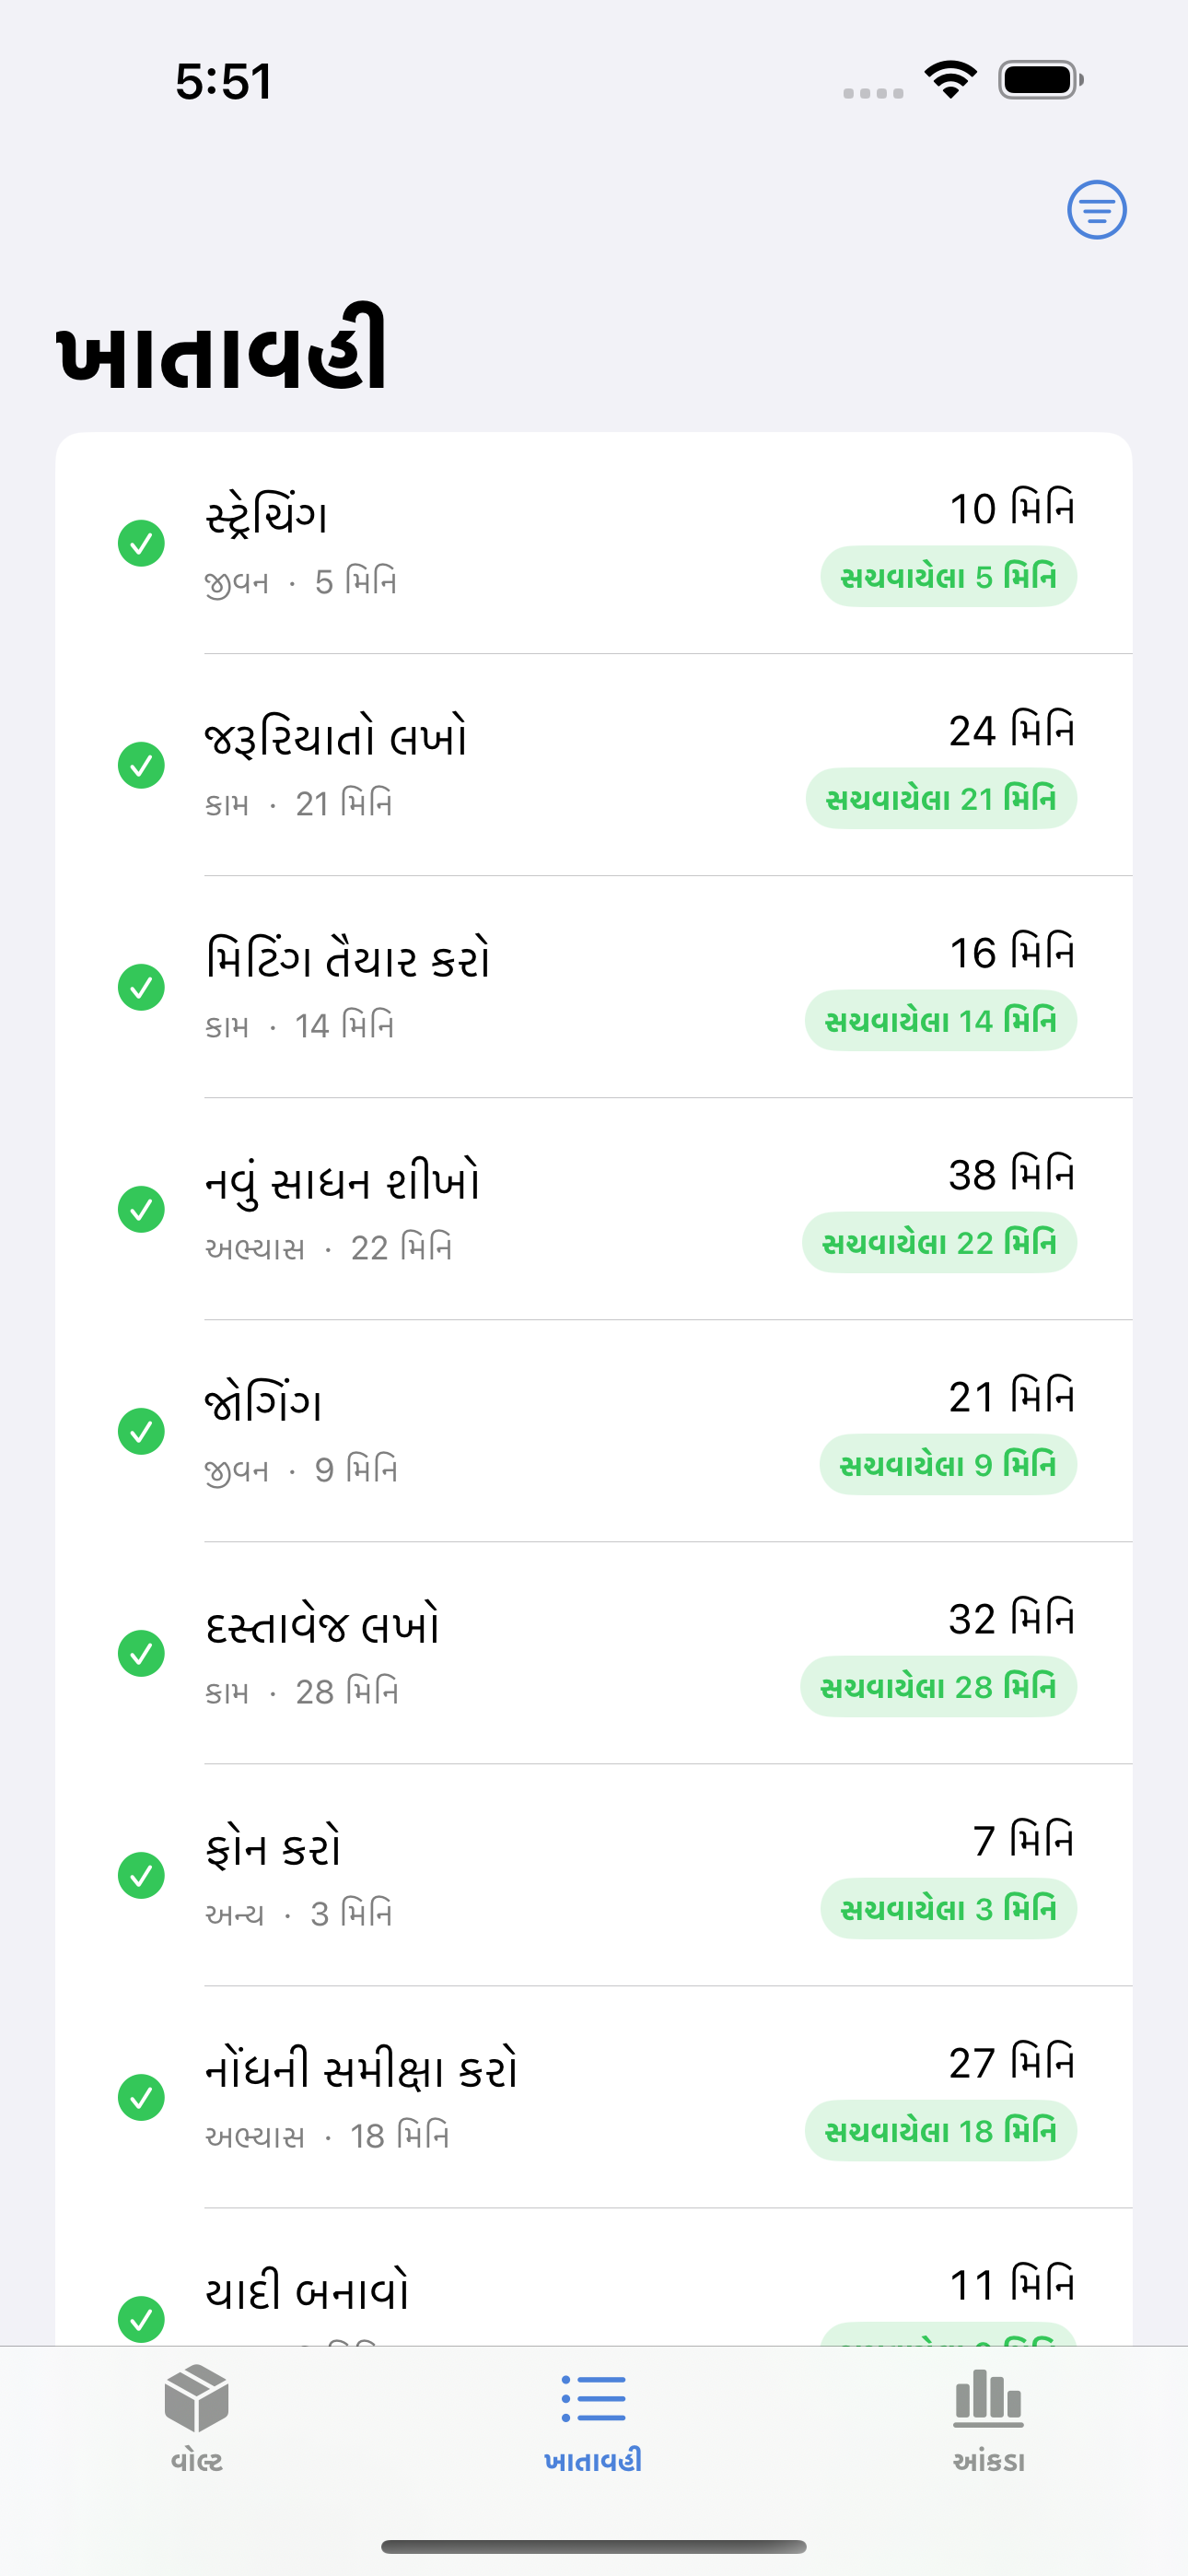 5:51
ખાતાવહી
સ્ટ્રેચિંગ
10 મિનિ
જીવન · 5 મિનિ
સચવાયેલા 5 મિનિ
જરૂરિયાતો લખો
24 મિનિ
કામ · 21 મિનિ
સચવાયેલા 21 મિનિ
મિટિંગ તૈયાર કરો
16 મિનિ
કામ · 14 મિનિ
સચવાયેલા 14 મિનિ
નવું સાધન શીખો
38 મિનિ
અભ્યાસ · 22 મિનિ
સચવાયેલા 22 મિનિ
જોગિંગ
21 મિનિ
જીવન · 9 મિનિ
સચવાયેલા 9 મિનિ
દસ્તાવેજ લખો
32 મિનિ
કામ · 28 મિનિ
સચવાયેલા 28 મિનિ
ફોન કરો
7 મિનિ
અન્ય · 3 મિનિ
સચવાયેલા 3 મિનિ
નોંધની સમીક્ષા કરો
27 મિનિ
અભ્યાસ · 18 મિનિ
સચવાયેલા 18 મિનિ
યાદી બનાવો
11 મિનિ
વોલ્ટ
ખાતાવહી
આંકડા